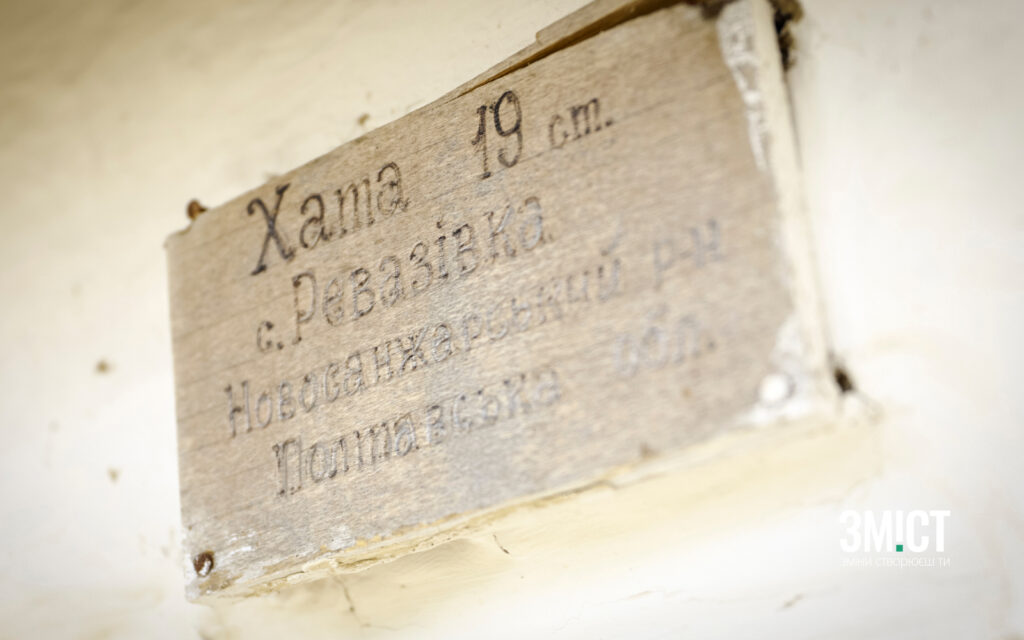 Хата 19 ст.
с. Ревазівка
Новосанжарський р-н
Полтавська обл.
ЗМІСТ
ЗМІНИ СТВОРЮЄШ ТИ